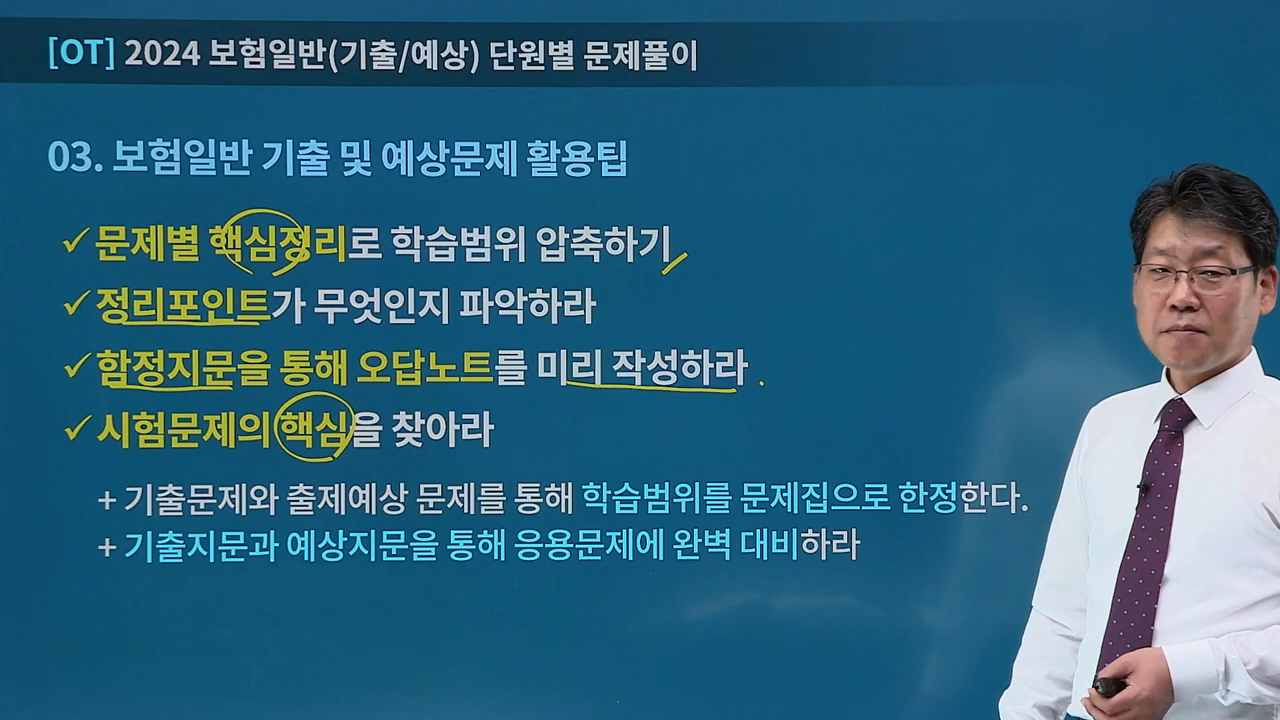 [OT] 2024 보험일반(기출/예상) 단원별 문제풀이
03. 보험일반 기출 및 예상문제 활용팁
✓ 문제별 핵심정리로 학습범위 압축하기
✓ 정리포인트가 무엇인지 파악하라
✓ 함정지문을 통해 오답노트를 미리 작성하라
✓ 시험문제의 핵심을 찾아라
+ 기출문제와 출제예상 문제를 통해 학습범위를 문제집으로 한정한다.
+ 기출지문과 예상지문을 통해 응용문제에 완벽 대비하라